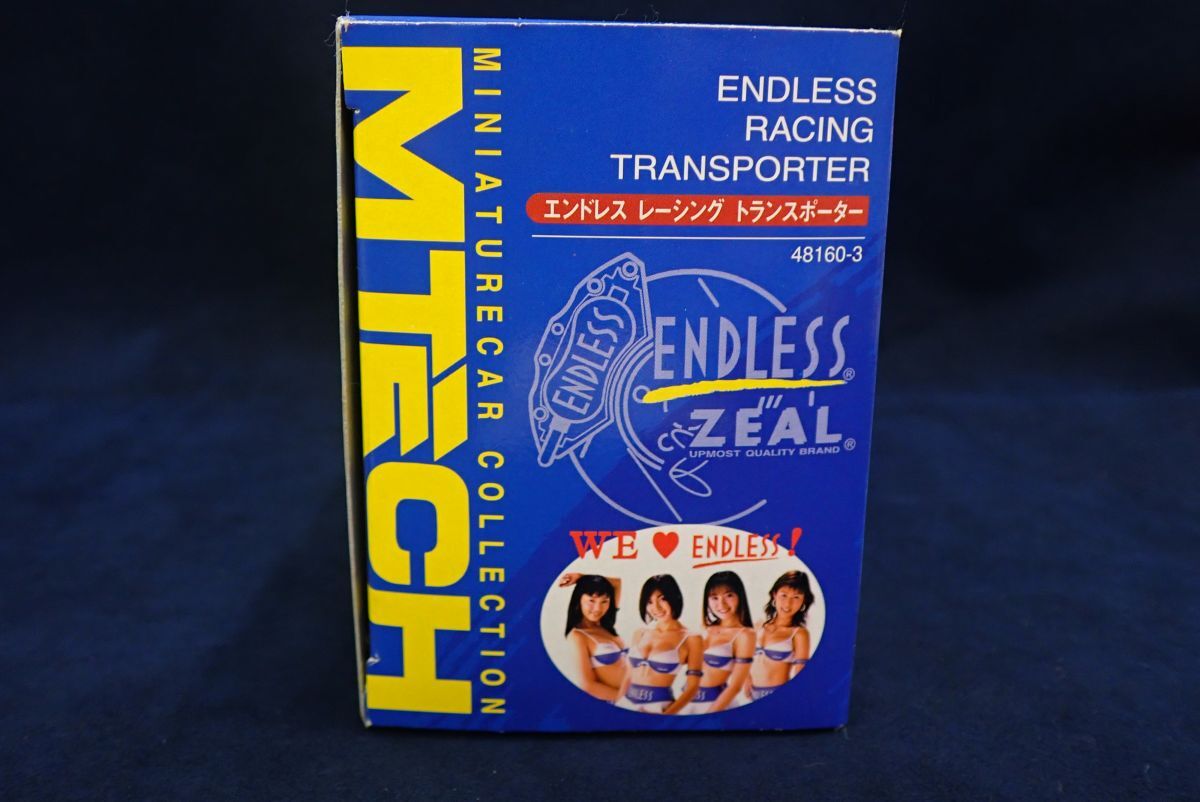 MTECH
MINIATURECAR COLLECTION
ENDLESS
RACING
TRANSPORTER
エンドレス レーシング トランスポーター
48160-3
ENDLESS
ENDLESS®
ZEAL®
UPMOST QUALITY BRAND
WE ♥ ENDLESS!